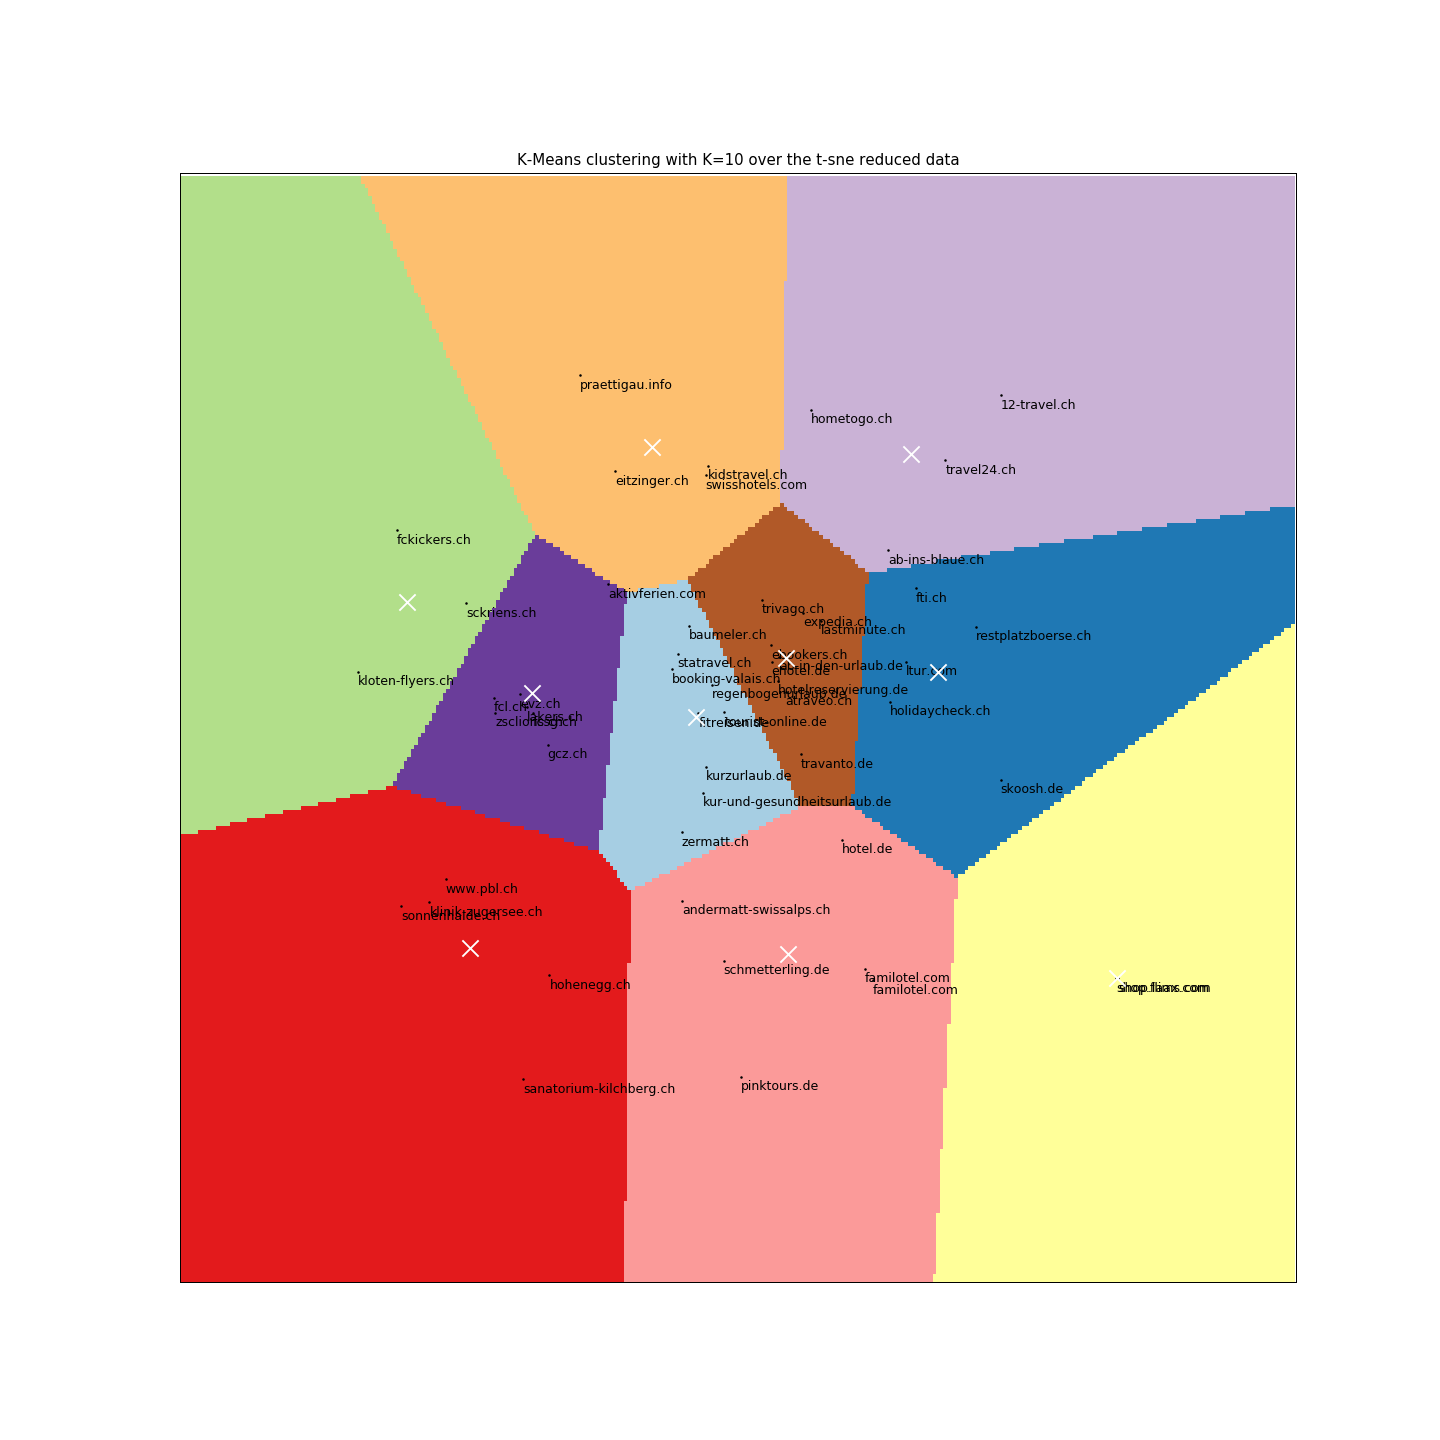 K-Means clustering with K=10 over the t-sne reduced data
praettigau.info
12-travel.ch
hometogo.ch
travel24.ch
kidstravel.ch
eitzinger.ch
swisshotels.com
fckickers.ch
ab-ins-blaue.ch
aktivferien.com
fti.ch
trivago.ch
sckriens.ch
expedia.ch
lastminute.ch
baumeler.ch
restplatzboerse.ch
ebookers.ch
statravel.ch
ab-in-den-urlaub.de
ehotel.de
ltur.com
booking-valais.ch
kloten-flyers.ch
hotelreservierung.de
regenbogenurlaub.de
atraveo.ch
evz.ch
fcl.ch
holidaycheck.ch
lakers.ch
zsclions.ch
tourist-online.de
gcz.ch
travanto.de
kurzurlaub.de
skoosh.de
kur-und-gesundheitsurlaub.de
zermatt.ch
hotel.de
www.pbl.ch
andermatt-swissalps.ch
klinik-zugersee.ch
sonnenhalde.ch
schmetterling.de
familotel.com
hohenegg.ch
familotel.com
pinktours.de
sanatorium-kilchberg.ch